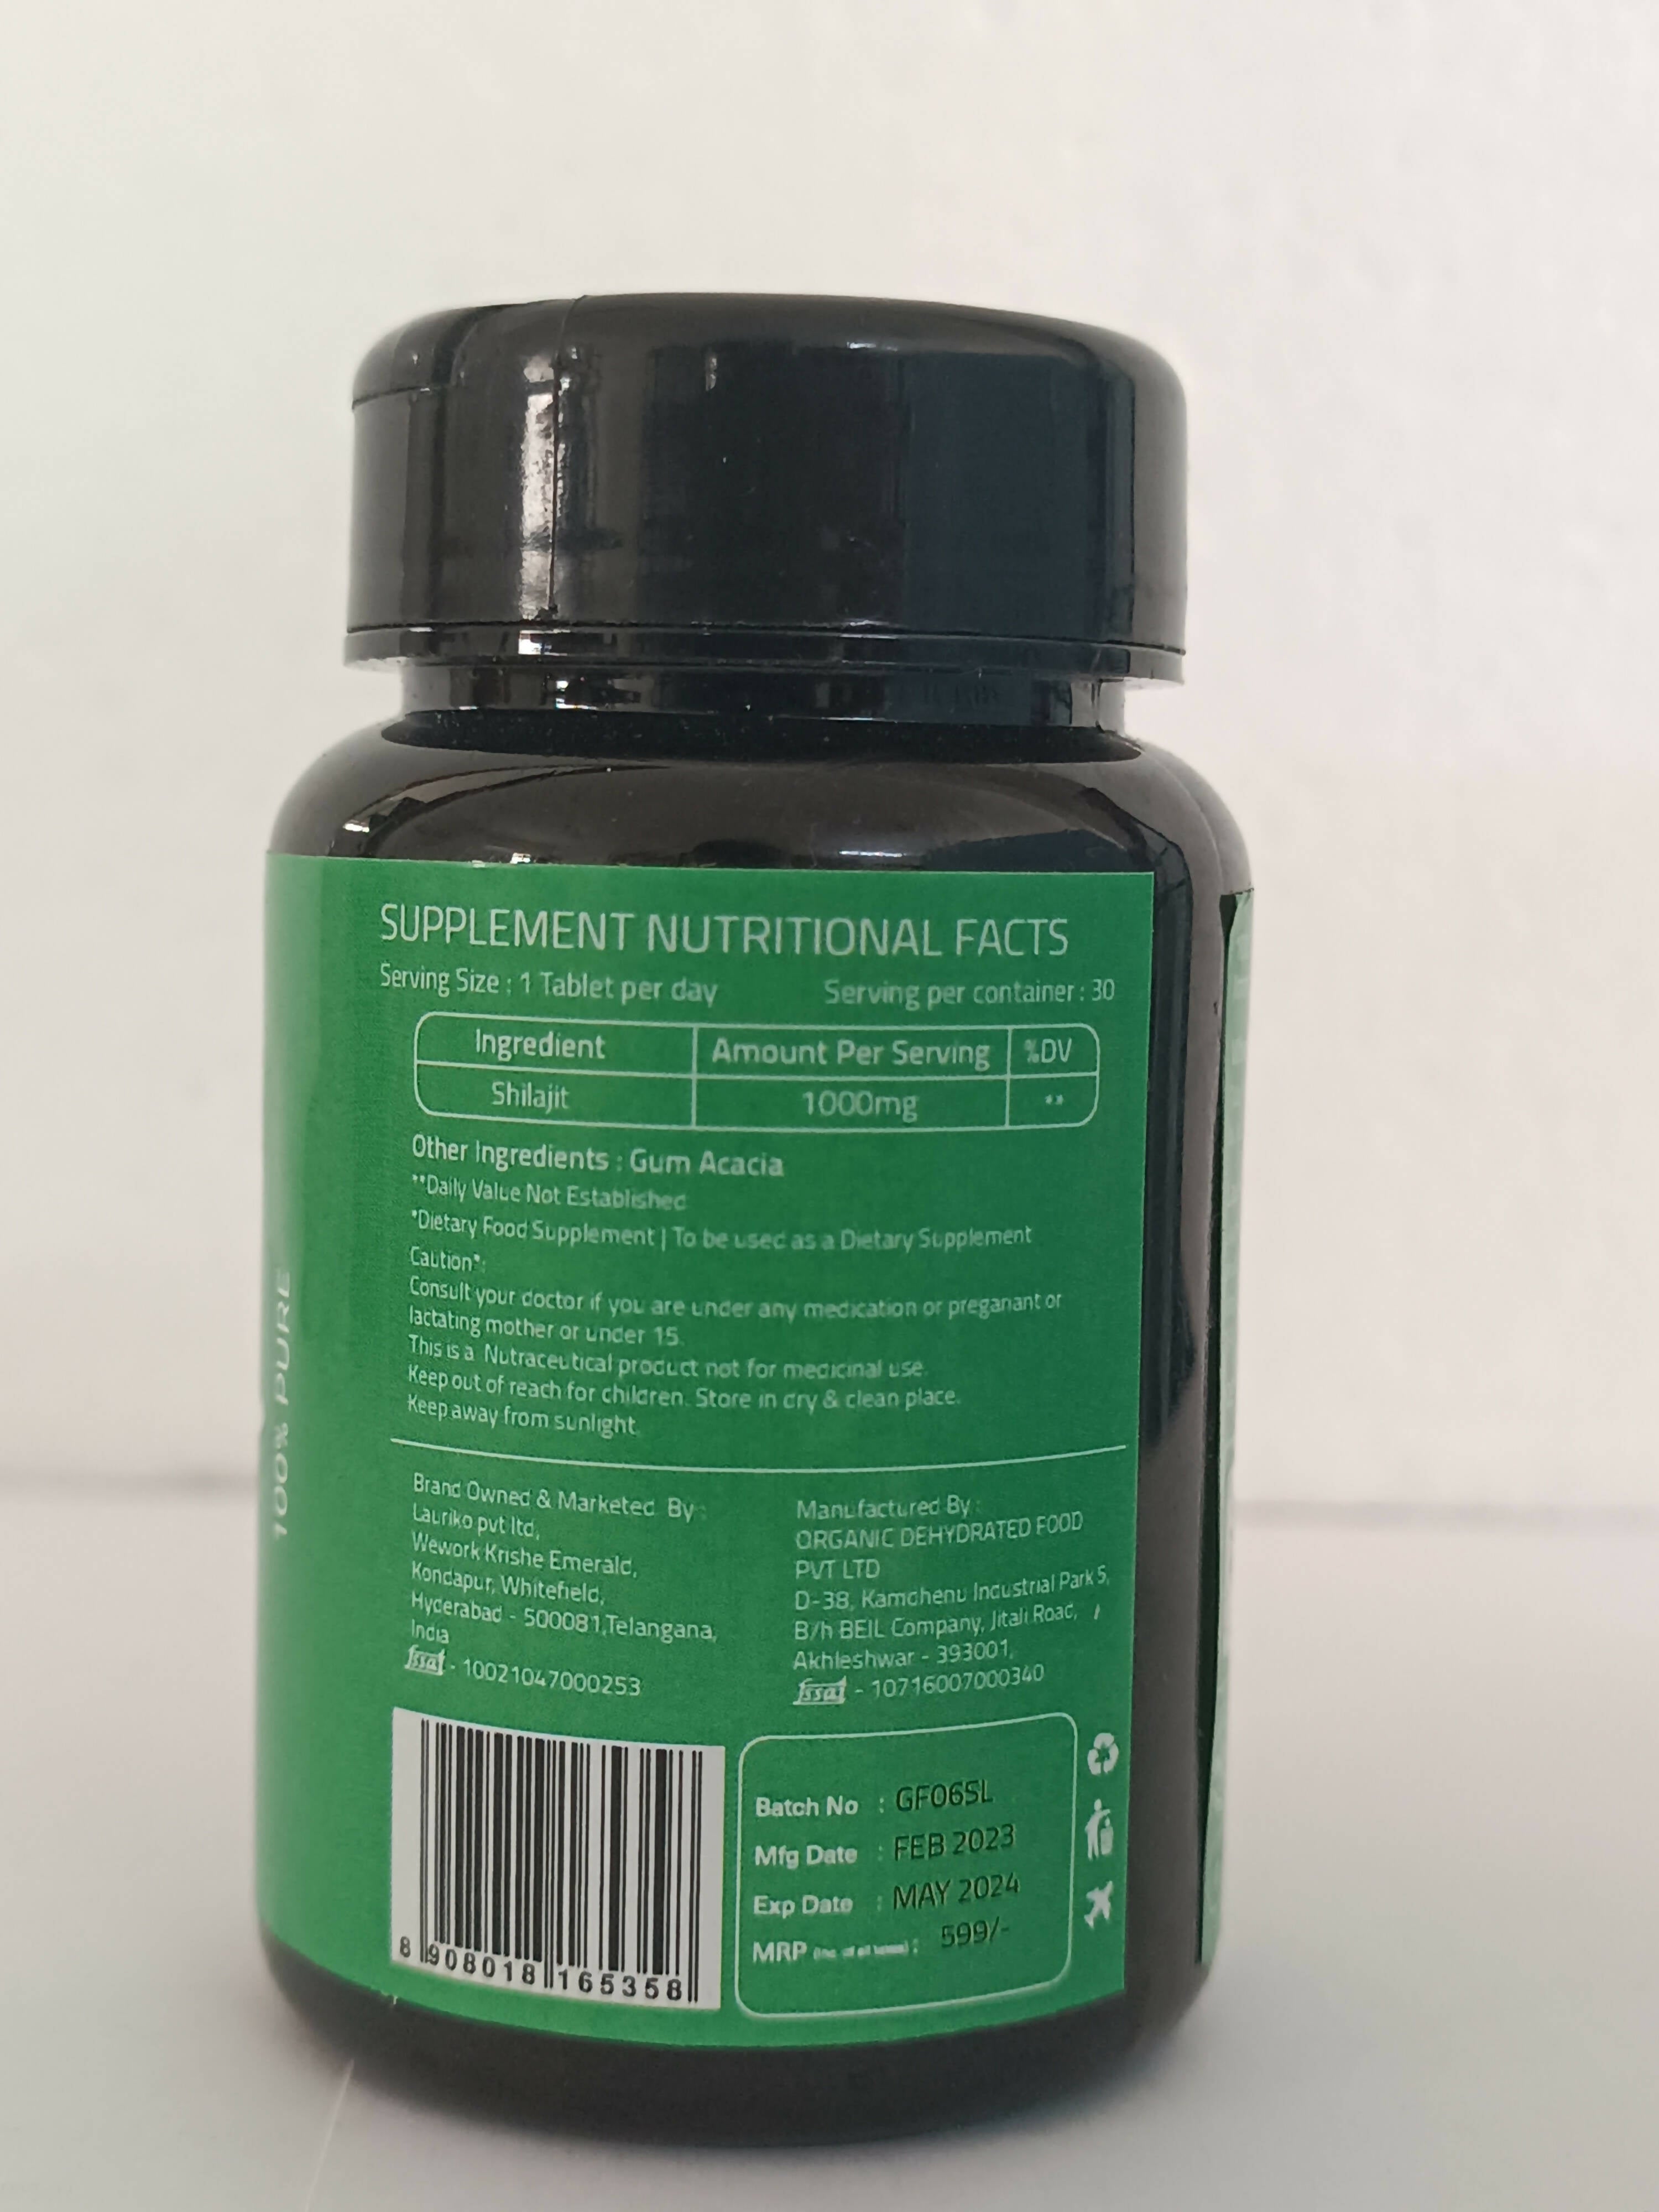 SUPPLEMENT NUTRITIONAL FACTS
Serving Size : 1 Tablet per day Serving per container : 30
Ingredient Amount Per Serving %DV
Shilajit 1000mg **
Other Ingredients : Gum Acacia
**Daily Value Not Established
*Dietary Food Supplement | To be used as a Dietary Supplement
Caution*:
Consult your doctor if you are under any medication or preganant or
lactating mother or under 15.
This is a Nutraceutical product not for medicinal use.
Keep out of reach for children. Store in dry & clean place.
Keep away from sunlight
100% PURE
Brand Owned & Marketed By :
Lauriko pvt ltd,
Wework Krishe Emerald,
Kondapur, Whitefield,
Hyderabad - 500081,Telangana,
India
fssai - 10021047000253
Manufactured By :
ORGANIC DEHYDRATED FOOD
PVT LTD
D-38, Kamdhenu Industrial Park 5,
B/h BEIL Company, Jitali Road,
Akhleshwar - 393001,
fssai - 10716007000340
8 908018 165358
Batch No : GF06SL
Mfg Date : FEB 2023
Exp Date : MAY 2024
MRP (Inc. of all taxes) : 599/-